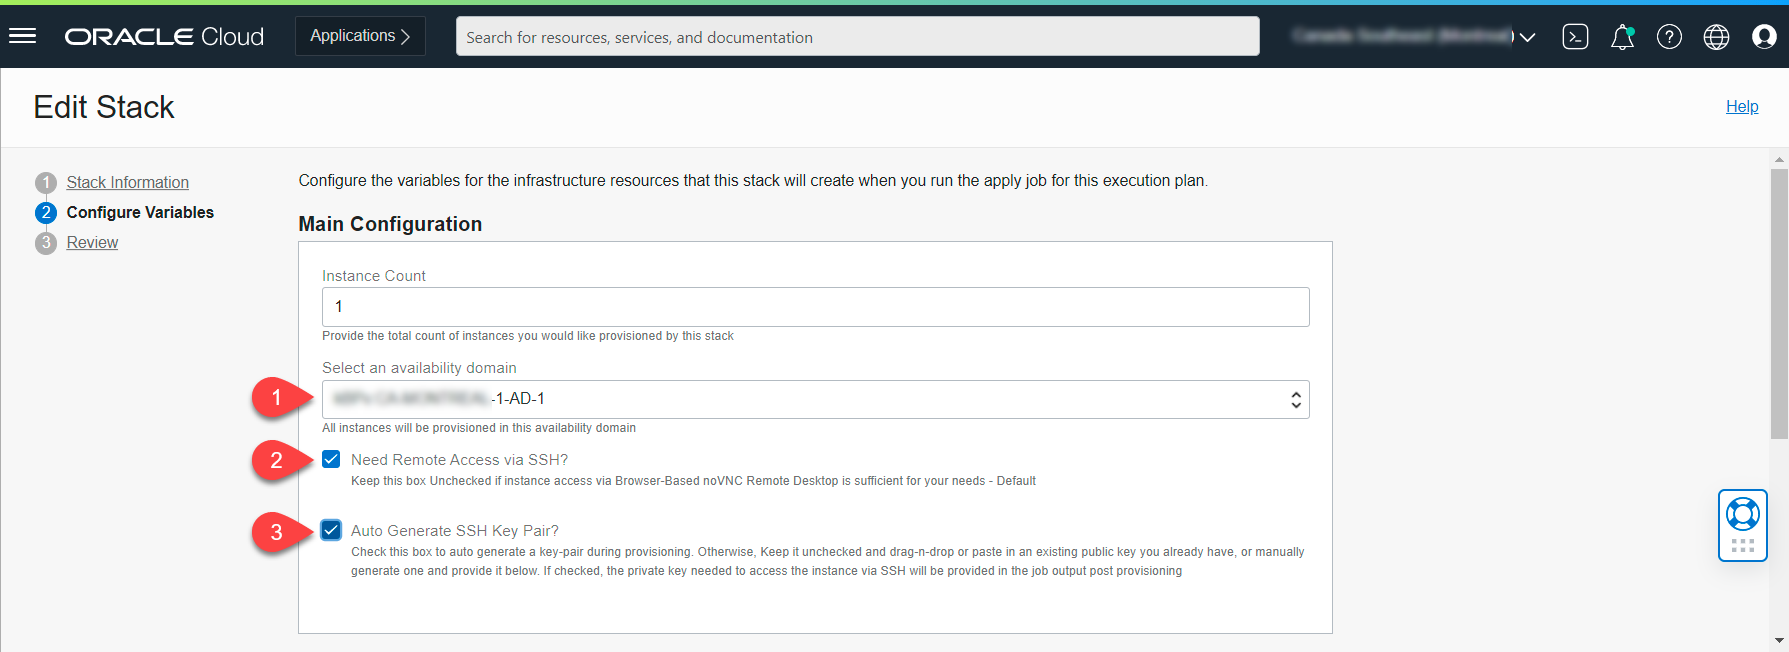 ORACLE Cloud
Applications
Search for resources, services, and documentation
Edit Stack
Help
1 Stack Information
2 Configure Variables
3 Review
Configure the variables for the infrastructure resources that this stack will create when you run the apply job for this execution plan.
Main Configuration
Instance Count
1
Provide the total count of instances you would like provisioned by this stack
Select an availability domain
1
-1-AD-1
All instances will be provisioned in this availability domain
2
Need Remote Access via SSH?
Keep this box Unchecked if instance access via Browser-Based noVNC Remote Desktop is sufficient for your needs - Default
3
Auto Generate SSH Key Pair?
Check this box to auto generate a key-pair during provisioning. Otherwise, Keep it unchecked and drag-n-drop or paste in an existing public key you already have, or manually
generate one and provide it below. If checked, the private key needed to access the instance via SSH will be provided in the job output post provisioning